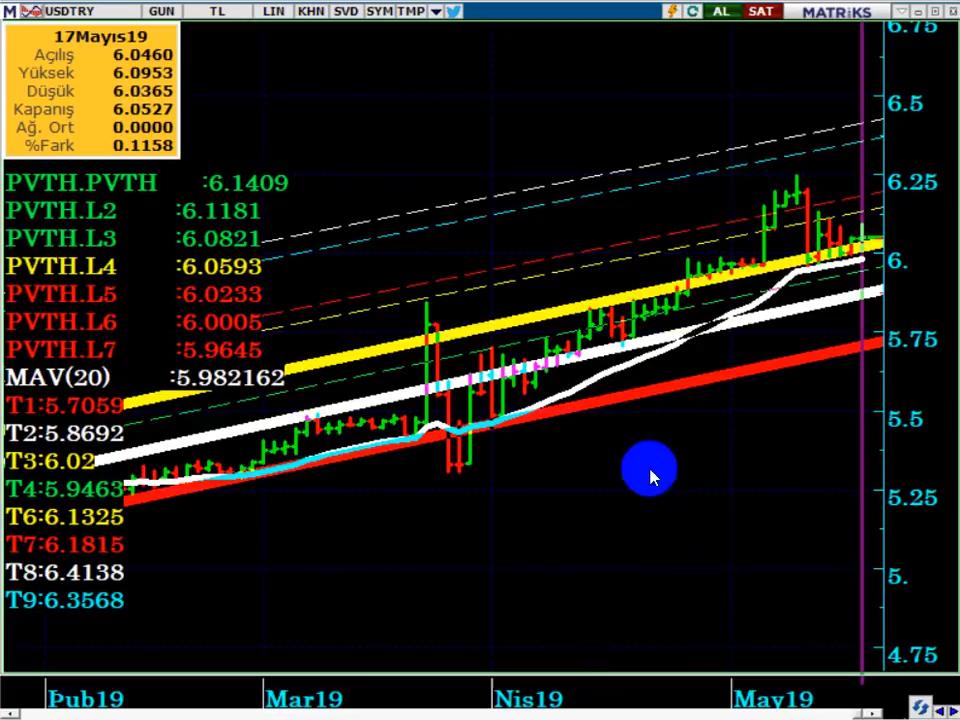 M USDTRY GUN TL LIN KHN SVD SYM TMP AL SAT MATRiKS
17Mayıs19
Açılış 6.0460
Yüksek 6.0953
Düşük 6.0365
Kapanış 6.0527
Ağ. Ort 0.0000
%Fark 0.1158
PVTH.PVTH :6.1409
PVTH.L2 :6.1181
PVTH.L3 :6.0821
PVTH.L4 :6.0593
PVTH.L5 :6.0233
PVTH.L6 :6.0005
PVTH.L7 :5.9645
MAV(20) :5.982162
T1:5.7059
T2:5.8692
T3:6.02
T4:5.9463
T6:6.1325
T7:6.1815
T8:6.4138
T9:6.3568
6.75
6.5
6.25
6.
5.75
5.5
5.25
5.
4.75
Þub19 Mar19 Nis19 May19